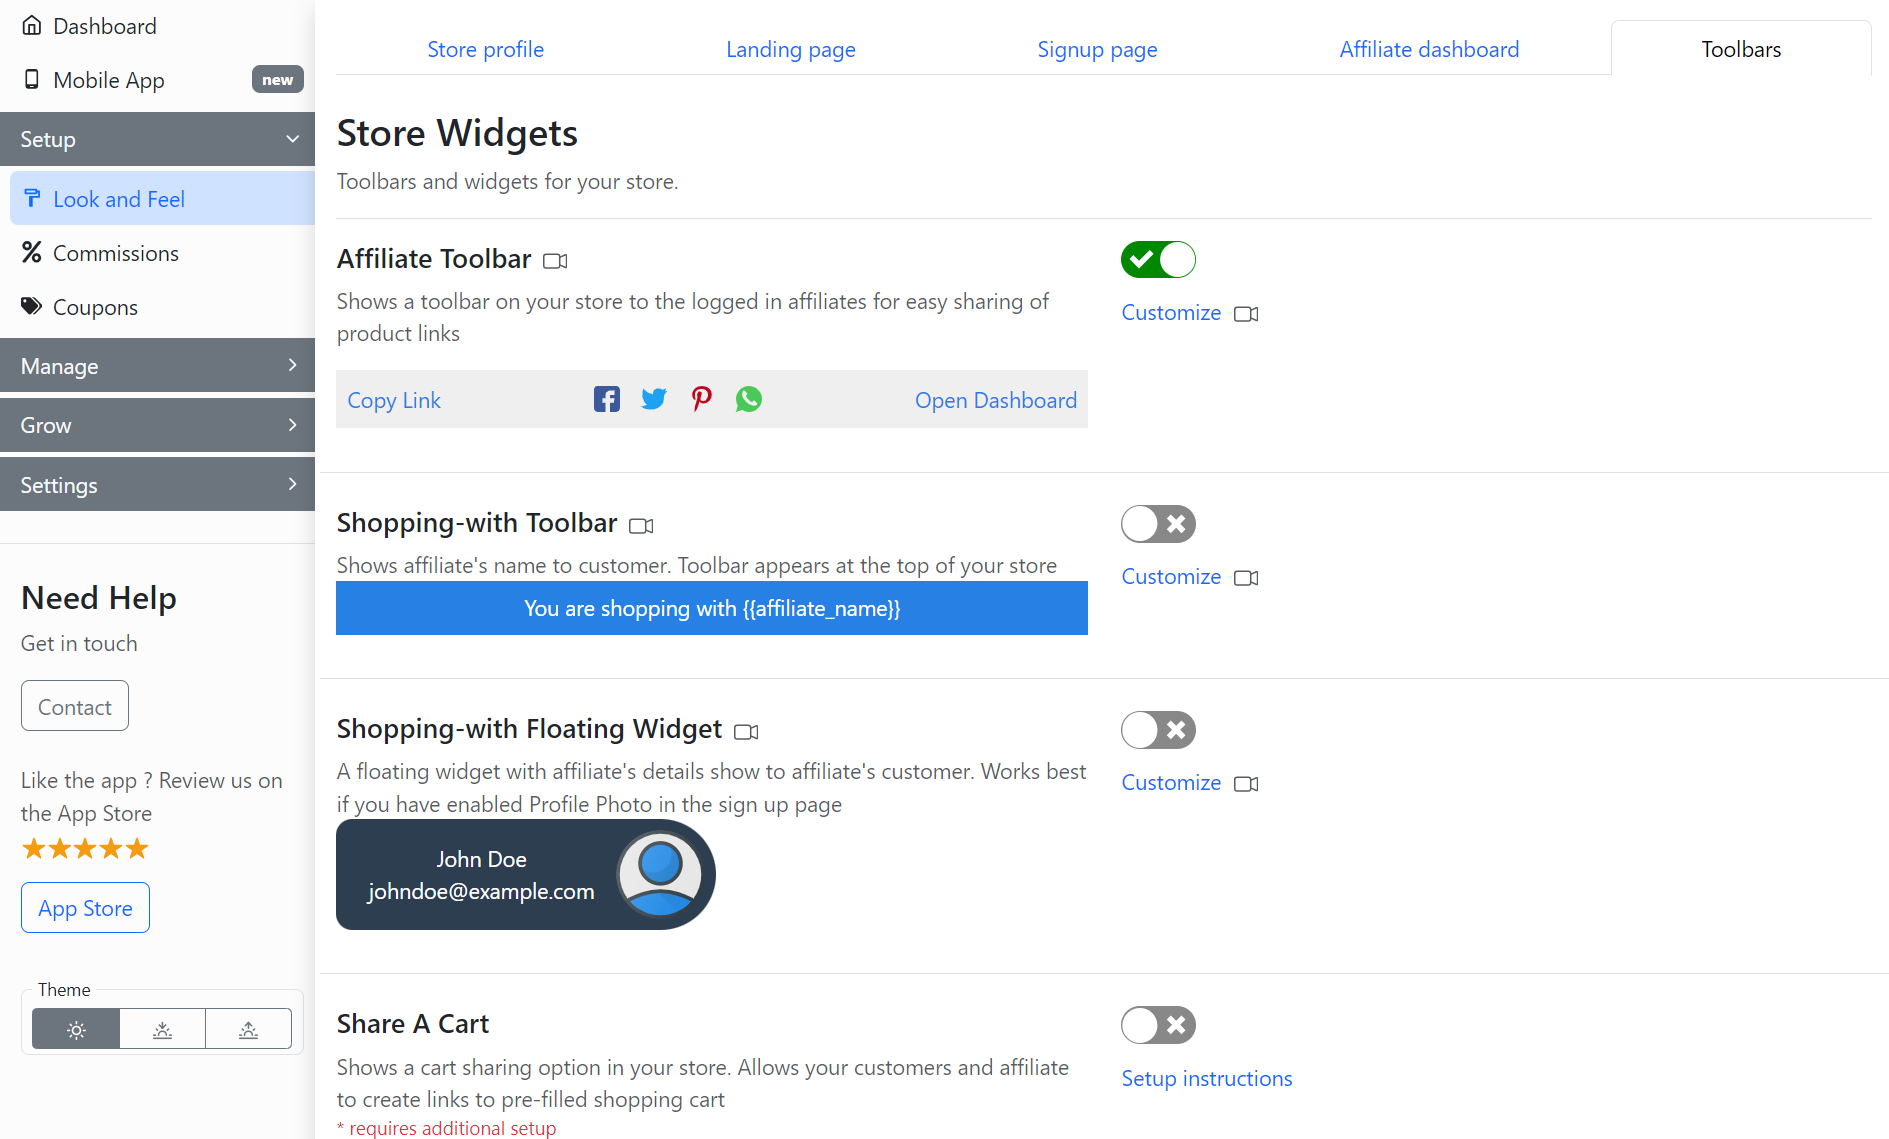 Dashboard
Mobile App
new
Setup
Look and Feel
Commissions
Coupons
Manage
Grow
Settings
Need Help
Get in touch
Contact
Like the app ? Review us on
the App Store
App Store
Theme
Store profile
Landing page
Signup page
Affiliate dashboard
Toolbars
Store Widgets
Toolbars and widgets for your store.
Affiliate Toolbar
Shows a toolbar on your store to the logged in affiliates for easy sharing of
product links
Customize
Copy Link
Open Dashboard
Shopping-with Toolbar
Shows affiliate's name to customer. Toolbar appears at the top of your store
Customize
You are shopping with {{affiliate_name}}
Shopping-with Floating Widget
A floating widget with affiliate's details show to affiliate's customer. Works best
if you have enabled Profile Photo in the sign up page
Customize
John Doe
johndoe@example.com
Share A Cart
Shows a cart sharing option in your store. Allows your customers and affiliate
to create links to pre-filled shopping cart
* requires additional setup
Setup instructions